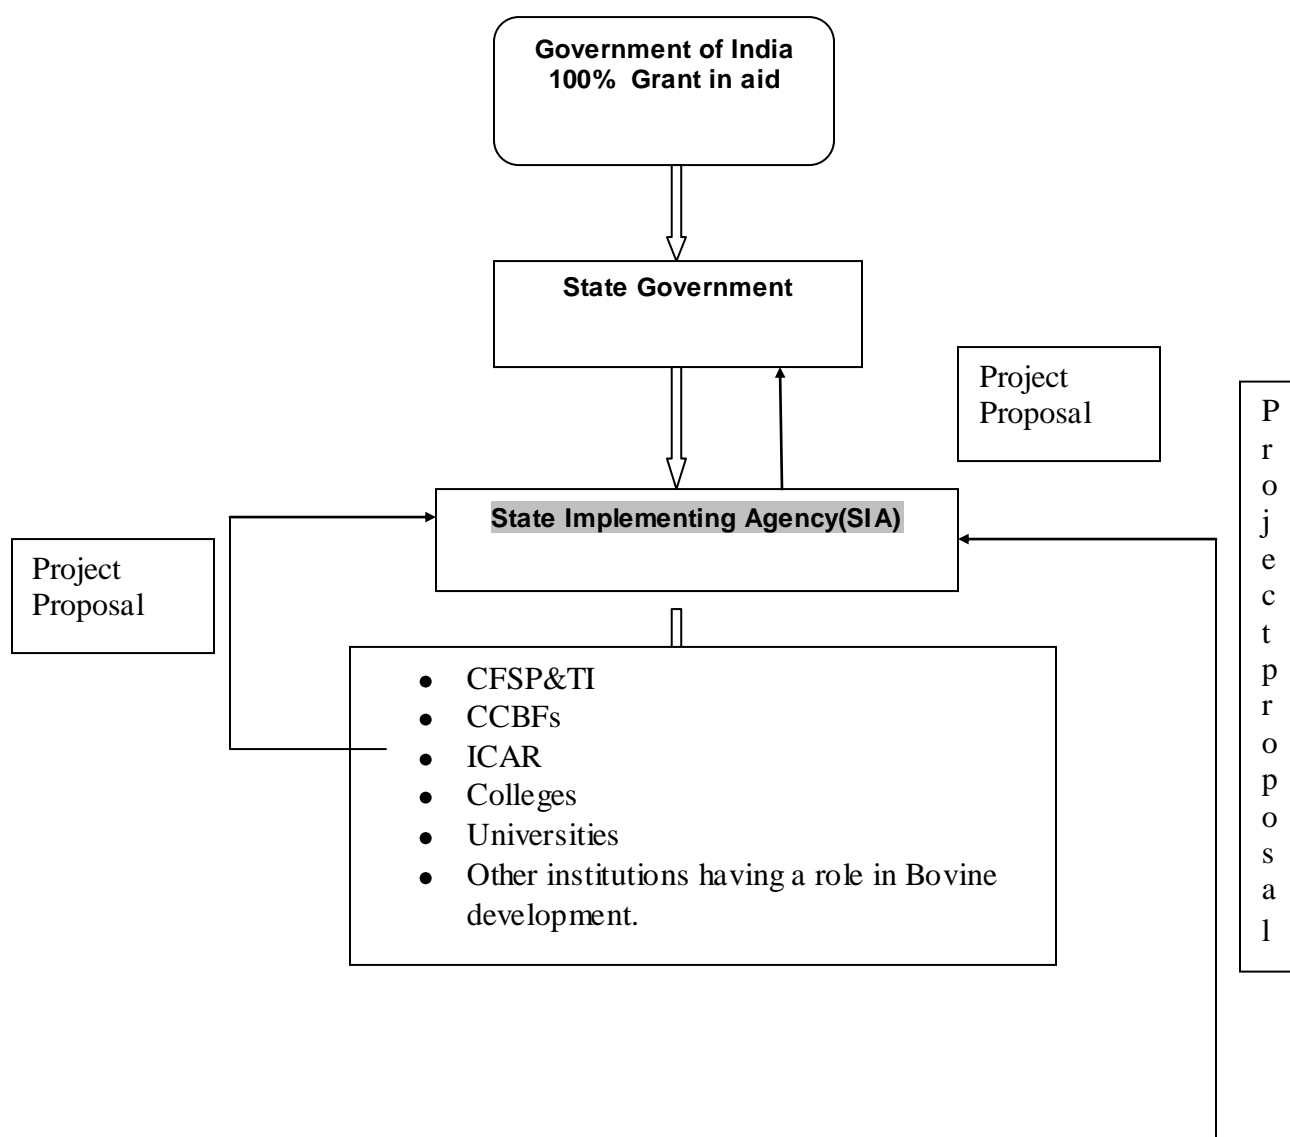 Government of India
100% Grant in aid
State Government
Project
Proposal
State Implementing Agency(SIA)
Project
Proposal
P
r
o
j
e
c
t
p
r
o
p
o
s
a
l
• CFSP&TI
• CCBFs
• ICAR
• Colleges
• Universities
• Other institutions having a role in Bovine
development.